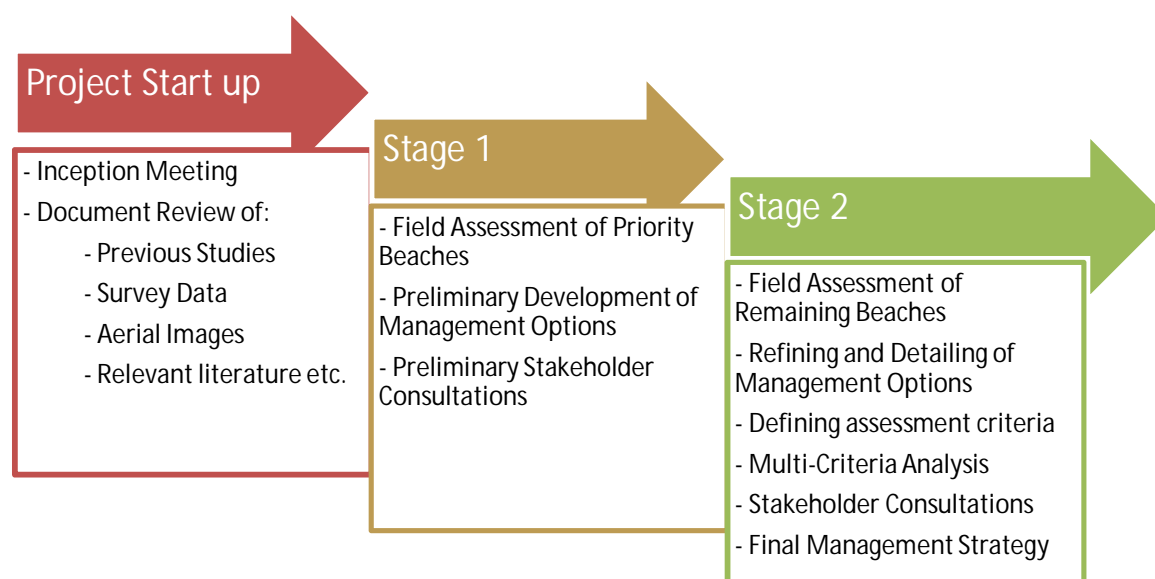 Project Start up
- Inception Meeting
- Document Review of:
- Previous Studies
- Survey Data
- Aerial Images
- Relevant literature etc.
Stage 1
- Field Assessment of Priority
Beaches
- Preliminary Development of
Management Options
- Preliminary Stakeholder
Consultations
Stage 2
- Field Assessment of
Remaining Beaches
- Refining and Detailing of
Management Options
- Defining assessment criteria
- Multi-Criteria Analysis
- Stakeholder Consultations
- Final Management Strategy